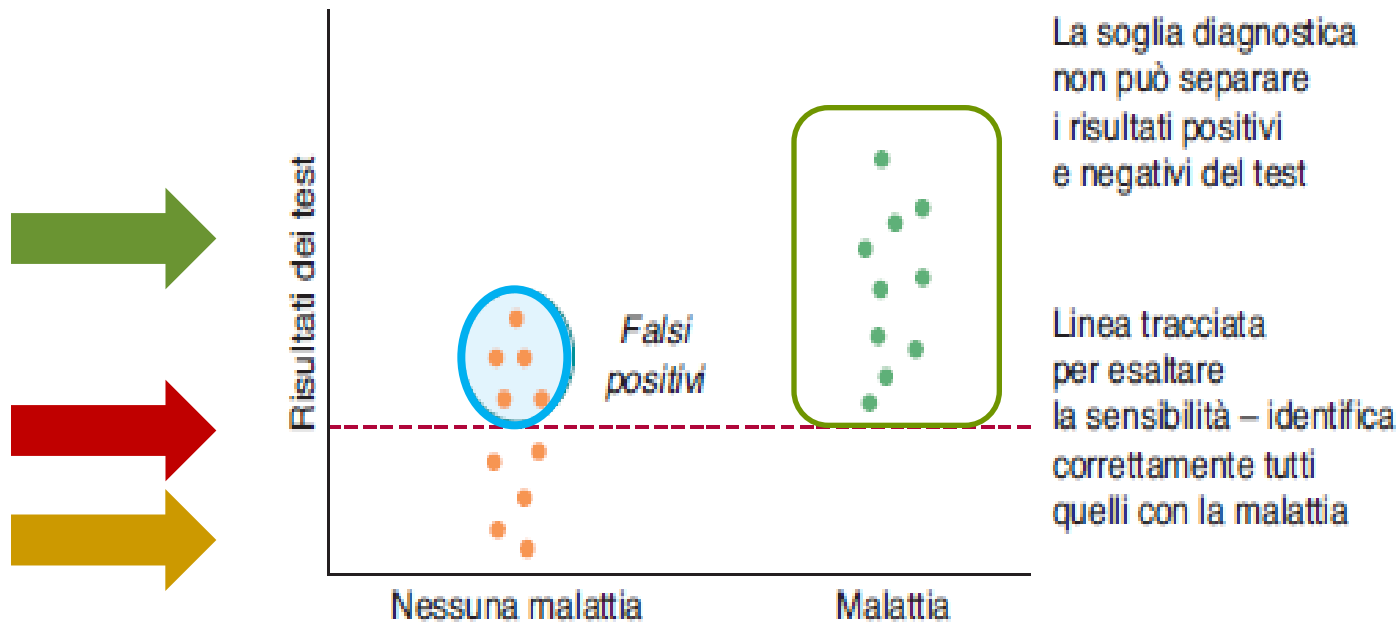 La soglia diagnostica
non può separare
i risultati positivi
e negativi del test
Risultati dei test
Falsi
positivi
Linea tracciata
per esaltare
la sensibilità – identifica
correttamente tutti
quelli con la malattia
Nessuna malattia
Malattia